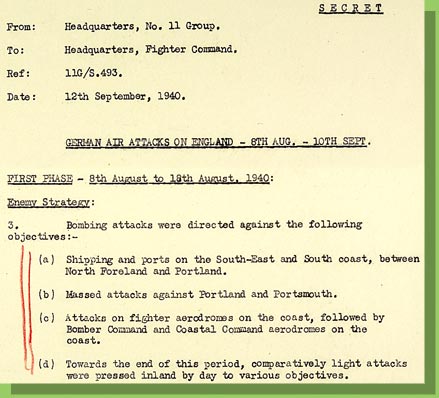 SECRET
From: Headquarters, No. 11 Group.
To: Headquarters, Fighter Command.
Ref: 11G/S.493.
Date: 12th September, 1940.
GERMAN AIR ATTACKS ON ENGLAND - 8TH AUG. - 10TH SEPT.
FIRST PHASE - 8th August to 18th August, 1940:
Enemy Strategy:
3. Bombing attacks were directed against the following
objectives:-
(a) Shipping and ports on the South-East and South coast, between
North Foreland and Portland.
(b) Massed attacks against Portland and Portsmouth.
(c) Attacks on fighter aerodromes on the coast, followed by
Bomber Command and Coastal Command aerodromes on the
coast.
(d) Towards the end of this period, comparatively light attacks
were pressed inland by day to various objectives.